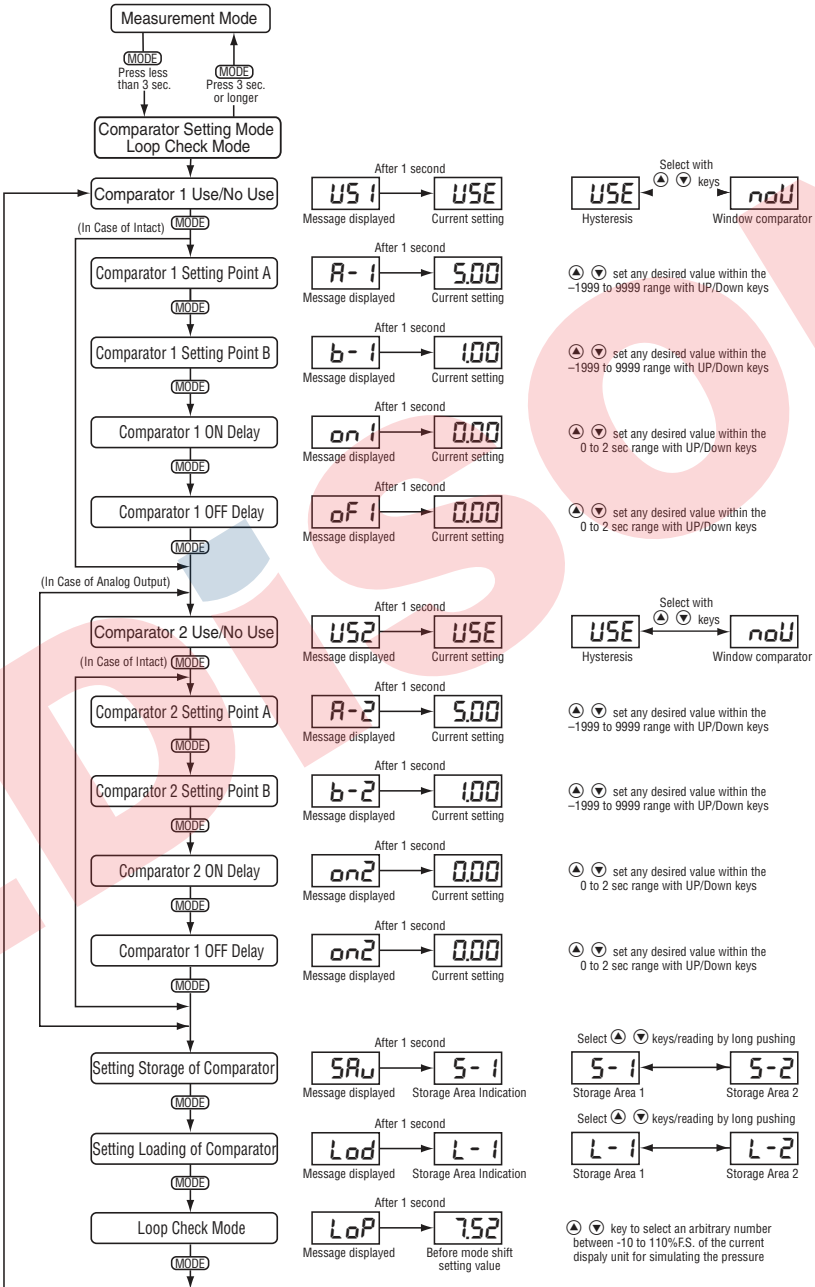 Measurement Mode
MODE
Press less
than 3 sec.
MODE
Press 3 sec.
or longer
Comparator Setting Mode
Loop Check Mode
Comparator 1 Use/No Use
After 1 second
US1
USE
Message displayed
Current setting
Select with
keys
USE
noU
Hysteresis
Window comparator
MODE
(In Case of Intact)
Comparator 1 Setting Point A
After 1 second
A-1
5.00
Message displayed
Current setting
set any desired value within the
–1999 to 9999 range with UP/Down keys
MODE
Comparator 1 Setting Point B
After 1 second
b-1
1.00
Message displayed
Current setting
set any desired value within the
–1999 to 9999 range with UP/Down keys
MODE
Comparator 1 ON Delay
After 1 second
on1
0.00
Message displayed
Current setting
set any desired value within the
0 to 2 sec range with UP/Down keys
MODE
Comparator 1 OFF Delay
After 1 second
oF1
0.00
Message displayed
Current setting
set any desired value within the
0 to 2 sec range with UP/Down keys
MODE
(In Case of Analog Output)
Comparator 2 Use/No Use
After 1 second
US2
USE
Message displayed
Current setting
Select with
keys
USE
noU
Hysteresis
Window comparator
(In Case of Intact)
MODE
Comparator 2 Setting Point A
After 1 second
A-2
5.00
Message displayed
Current setting
set any desired value within the
–1999 to 9999 range with UP/Down keys
MODE
Comparator 2 Setting Point B
After 1 second
b-2
1.00
Message displayed
Current setting
set any desired value within the
–1999 to 9999 range with UP/Down keys
MODE
Comparator 2 ON Delay
After 1 second
on2
0.00
Message displayed
Current setting
set any desired value within the
0 to 2 sec range with UP/Down keys
MODE
Comparator 1 OFF Delay
After 1 second
on2
0.00
Message displayed
Current setting
set any desired value within the
0 to 2 sec range with UP/Down keys
MODE
Setting Storage of Comparator
After 1 second
SAv
S-1
Message displayed
Storage Area Indication
Select keys/reading by long pushing
S-1
S-2
Storage Area 1
Storage Area 2
MODE
Setting Loading of Comparator
After 1 second
Lod
L-1
Message displayed
Storage Area Indication
Select keys/reading by long pushing
L-1
L-2
Storage Area 1
Storage Area 2
MODE
Loop Check Mode
After 1 second
LoP
7.52
Message displayed
Before mode shift
setting value
key to select an arbitrary number
between -10 to 110%F.S. of the current
dispaly unit for simulating the pressure
MODE